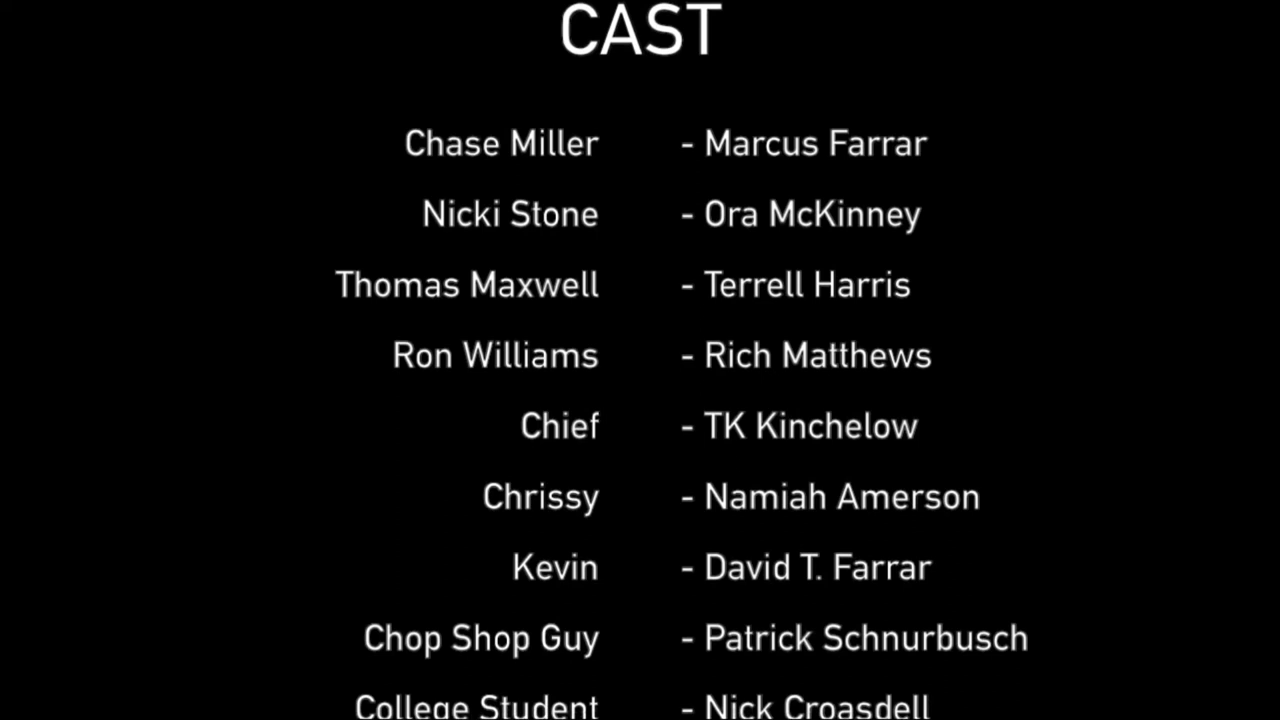 CAST
Chase Miller - Marcus Farrar
Nicki Stone - Ora McKinney
Thomas Maxwell - Terrell Harris
Ron Williams - Rich Matthews
Chief - TK Kinchelow
Chrissy - Namiah Amerson
Kevin - David T. Farrar
Chop Shop Guy - Patrick Schnurbusch
College Student - Nick Croasdell